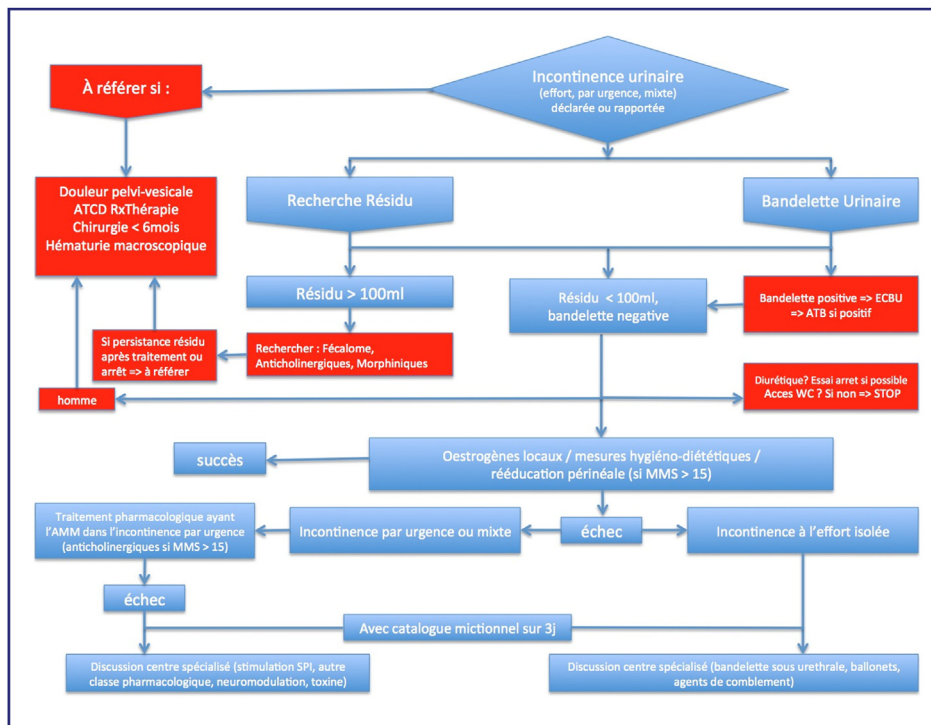 Incontinence urinaire
(effort, par urgence, mixte)
déclarée ou rapportée
À référer si :
Douleur pelvi-vesicale
ATCD RxThérapie
Chirurgie < 6mois
Hématurie macroscopique
Recherche Résidu
Bandelette Urinaire
Résidu > 100ml
Résidu < 100ml,
bandelette negative
Bandelette positive => ECBU
=> ATB si positif
Si persistance résidu
après traitement ou
arrêt => à référer
Rechercher : Fécalome,
Anticholinergiques, Morphiniques
homme
Diurétique? Essai arret si possible
Acces WC ? Si non => STOP
succès
Oestrogènes locaux / mesures hygiéno-diététiques /
rééducation périnéale (si MMS > 15)
Traitement pharmacologique ayant
l'AMM dans l'incontinence par urgence
(anticholinergiques si MMS > 15)
Incontinence par urgence ou mixte
échec
Incontinence à l'effort isolée
échec
Avec catalogue mictionnel sur 3j
Discussion centre spécialisé (stimulation SPI, autre
classe pharmacologique, neuromodulation, toxine)
Discussion centre spécialisé (bandelette sous urethrale, ballonets,
agents de comblement)